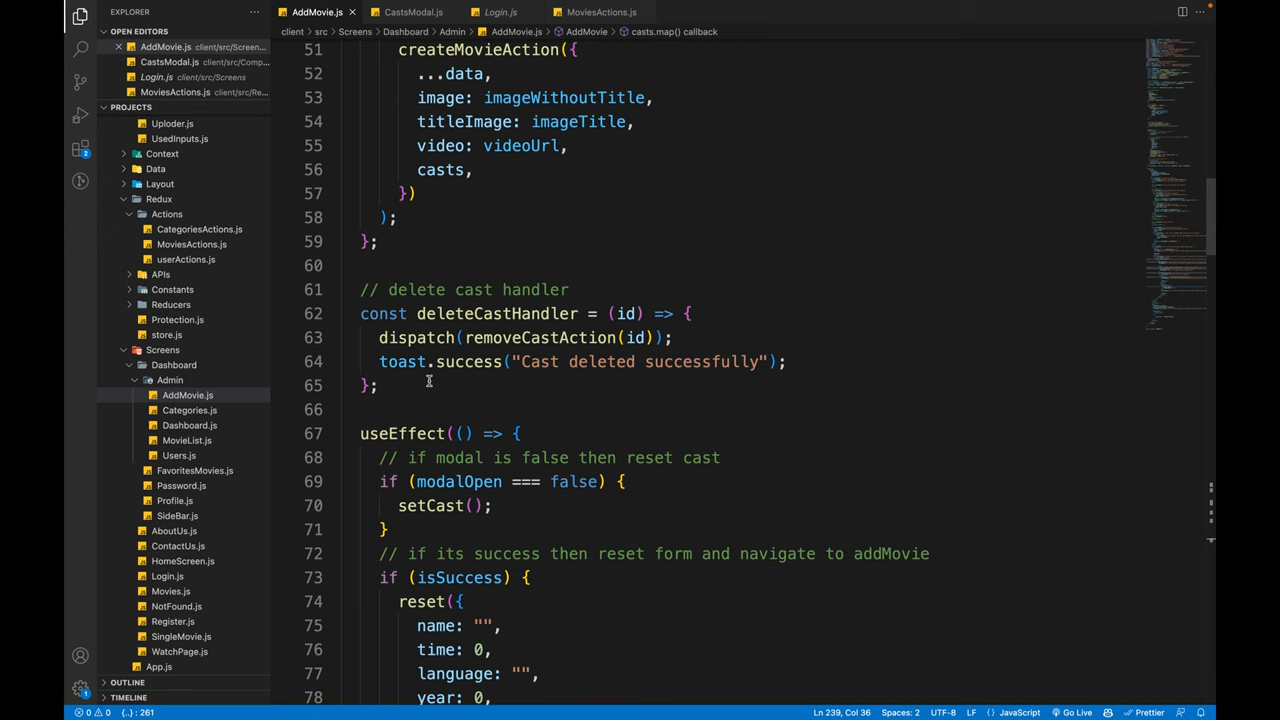 EXPLORER
OPEN EDITORS
AddMovie.js client/src/Screen...
CastsModal.js client/src/Comp...
Login.js client/src/Screens
MoviesActions.js client/src/Re...
PROJECTS
Uploder.js
UsedInputs.js
Context
Data
Layout
Redux
Actions
CategoriesActions.js
MoviesActions.js
userActions.js
APIs
Constants
Reducers
Protection.js
store.js
Screens
Dashboard
Admin
AddMovie.js
Categories.js
Dashboard.js
MovieList.js
Users.js
FavoritesMovies.js
Password.js
Profile.js
SideBar.js
AboutUs.js
ContactUs.js
HomeScreen.js
Login.js
Movies.js
NotFound.js
Register.js
SingleMovie.js
WatchPage.js
App.js
OUTLINE
TIMELINE
2
1
AddMovie.js CastsModal.js Login.js MoviesActions.js
client > src > Screens > Dashboard > Admin > AddMovie.js > AddMovie > casts.map() callback
51 createMovieAction({
52 ...data,
53 image: imageWithoutTitle,
54 titleImage: imageTitle,
55 video: videoUrl,
56 casts,
57 })
58 );
59 };
60
61 // delete cast handler
62 const deleteCastHandler = (id) => {
63 dispatch(removeCastAction(id));
64 toast.success("Cast deleted successfully");
65 };
66
67 useEffect(() => {
68 // if modal is false then reset cast
69 if (modalOpen === false) {
70 setCast();
71 }
72 // if its success then reset form and navigate to addMovie
73 if (isSuccess) {
74 reset({
75 name: "",
76 time: 0,
77 language: "",
78 year: 0,
0 0 {..} : 261 Ln 239, Col 36 Spaces: 2 UTF-8 LF {} JavaScript Go Live Prettier